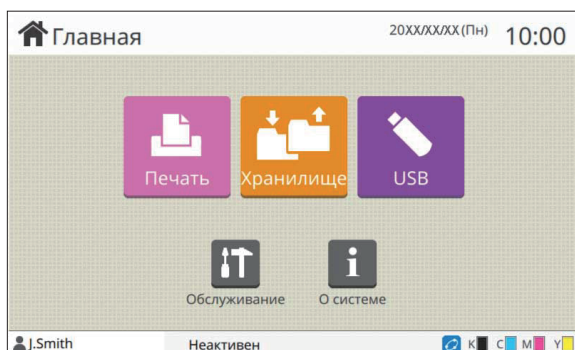 Главная 20XX/XX/XX (Пн) 10:00
Печать Хранилище USB
Обслуживание О системе
J.Smith Неактивен K C M Y